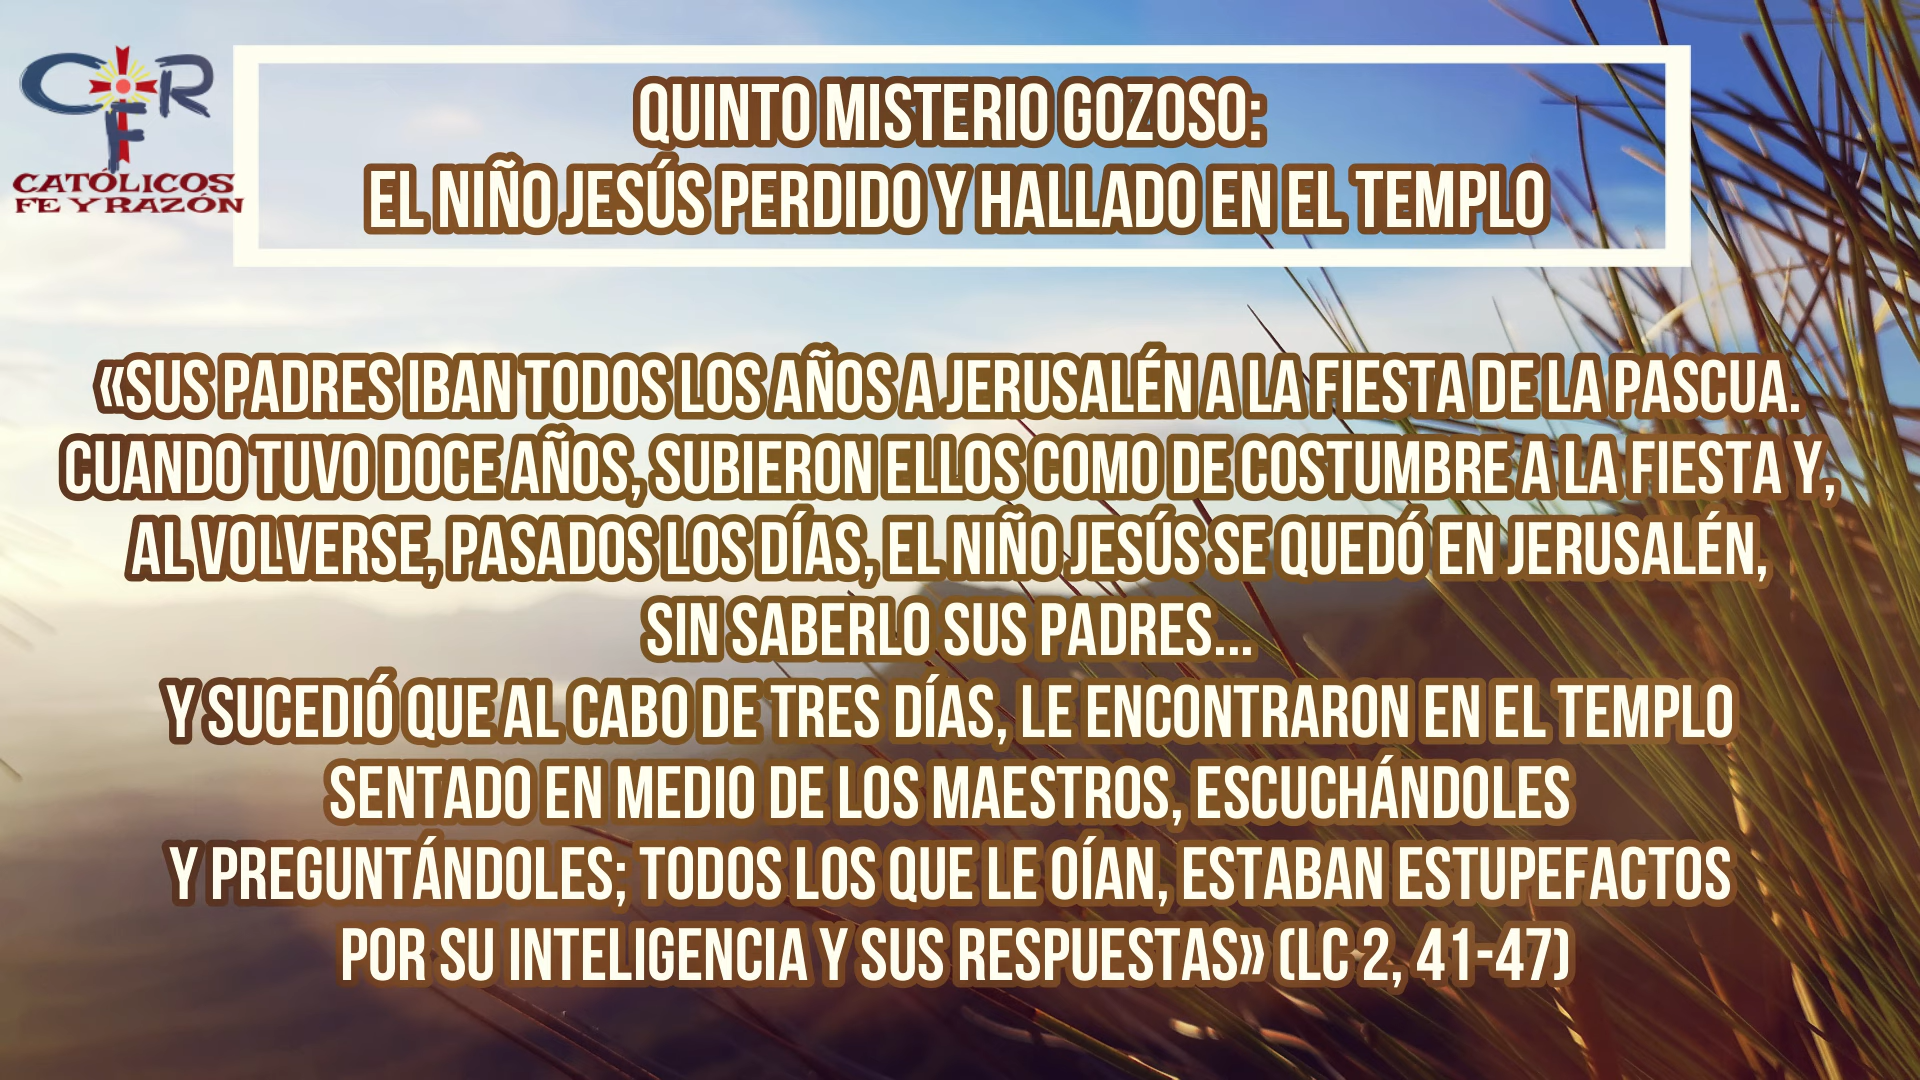 CFR
CATÓLICOS
FE Y RAZÓN
QUINTO MISTERIO GOZOSO:
EL NIÑO JESÚS PERDIDO Y HALLADO EN EL TEMPLO
«SUS PADRES IBAN TODOS LOS AÑOS A JERUSALÉN A LA FIESTA DE LA PASCUA.
CUANDO TUVO DOCE AÑOS, SUBIERON ELLOS COMO DE COSTUMBRE A LA FIESTA Y,
AL VOLVERSE, PASADOS LOS DÍAS, EL NIÑO JESÚS SE QUEDÓ EN JERUSALÉN,
SIN SABERLO SUS PADRES...
Y SUCEDIÓ QUE AL CABO DE TRES DÍAS, LE ENCONTRARON EN EL TEMPLO
SENTADO EN MEDIO DE LOS MAESTROS, ESCUCHÁNDOLES
Y PREGUNTÁNDOLES; TODOS LOS QUE LE OÍAN, ESTABAN ESTUPEFACTOS
POR SU INTELIGENCIA Y SUS RESPUESTAS» (LC 2, 41-47)